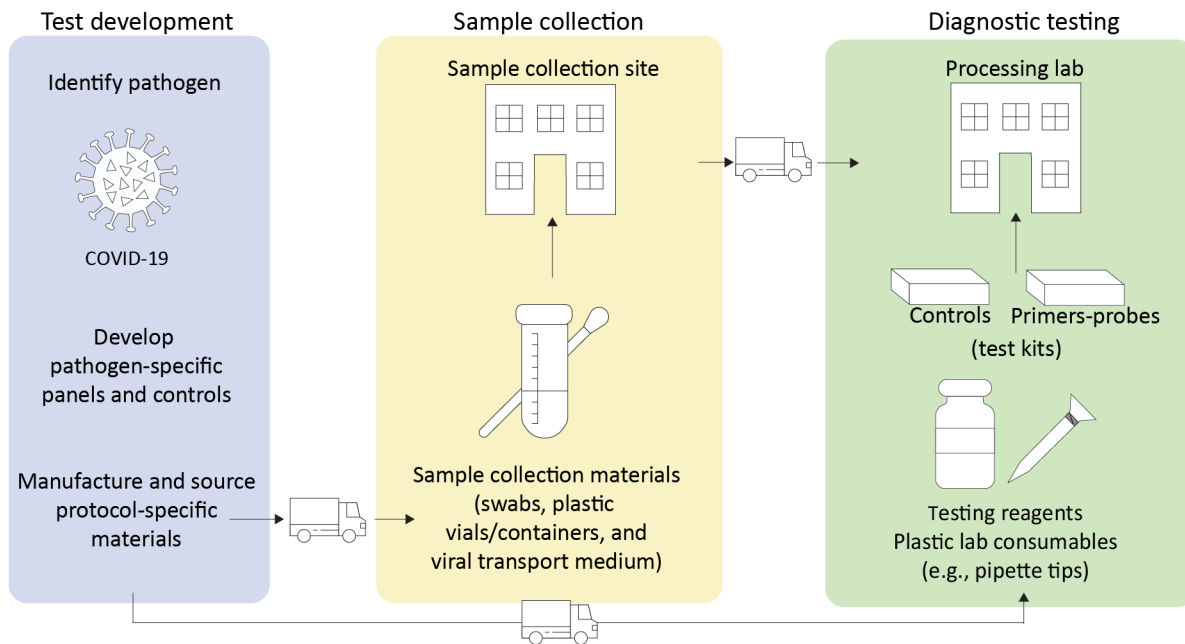 Test development
Identify pathogen
COVID-19
Develop
pathogen-specific
panels and controls
Manufacture and source
protocol-specific
materials
Sample collection
Sample collection site
Sample collection materials
(swabs, plastic
vials/containers, and
viral transport medium)
Diagnostic testing
Processing lab
Controls
Primers-probes
(test kits)
Testing reagents
Plastic lab consumables
(e.g., pipette tips)